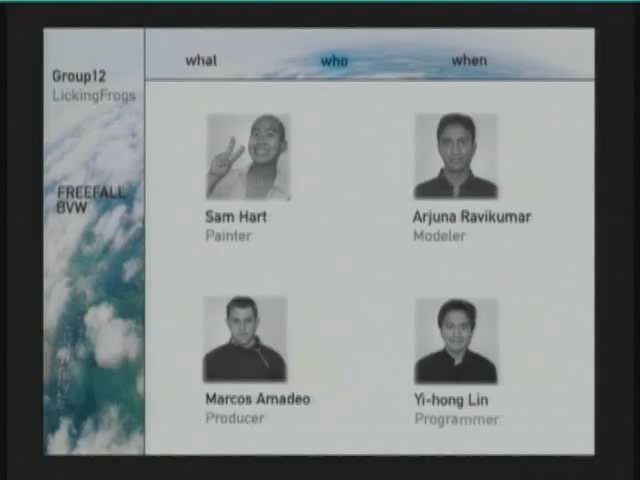 what who when
Group12
LickingFrogs
FREEFALL
BVW
Sam Hart
Painter
Arjuna Ravikumar
Modeler
Marcos Amadeo
Producer
Yi-hong Lin
Programmer